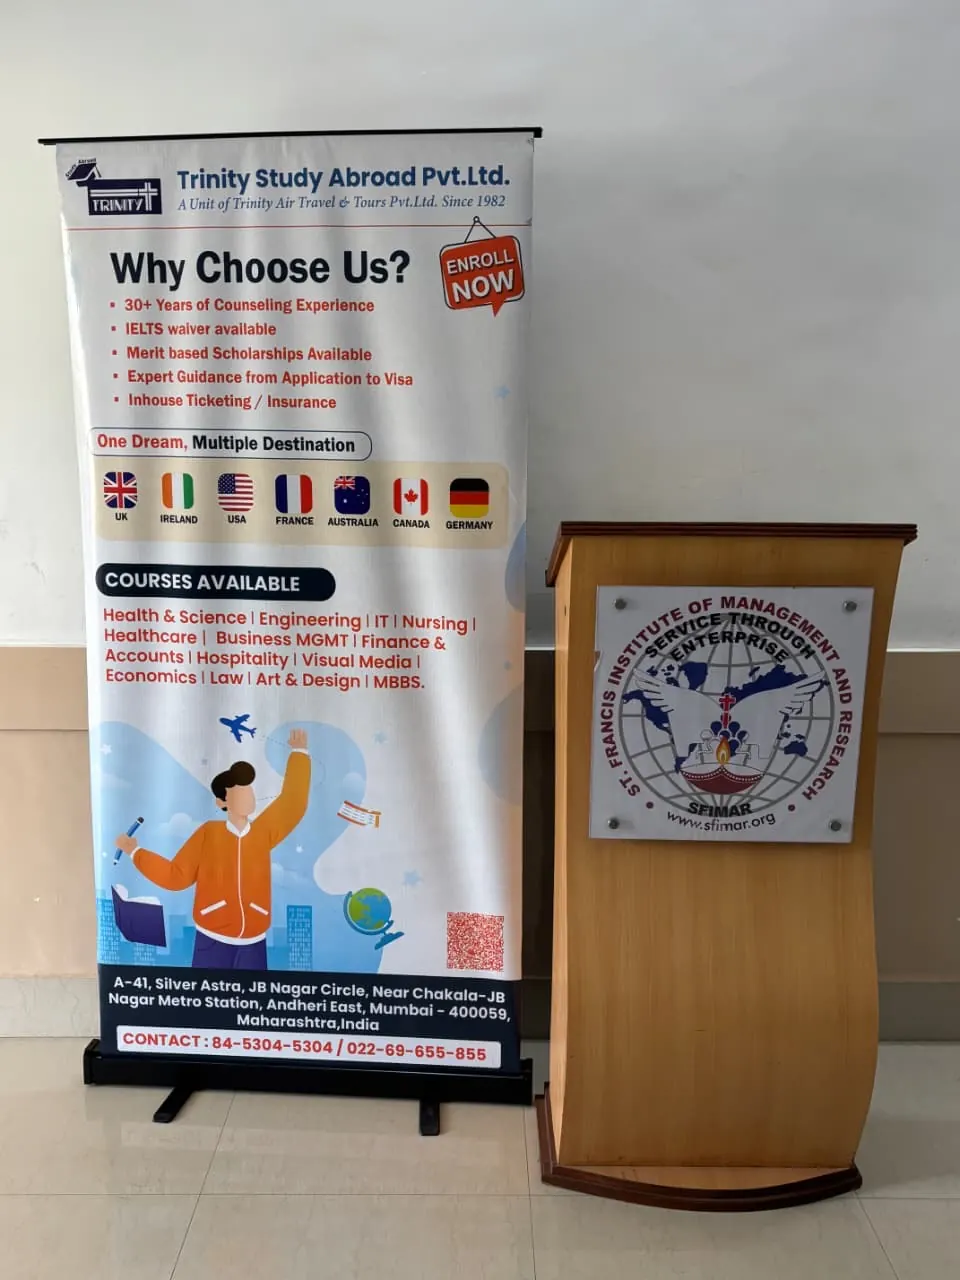 Study Abroad
TRINITY
Trinity Study Abroad Pvt.Ltd.
A Unit of Trinity Air Travel & Tours Pvt.Ltd. Since 1982
Why Choose Us?
ENROLL
NOW
▪ 30+ Years of Counseling Experience
▪ IELTS waiver available
▪ Merit based Scholarships Available
▪ Expert Guidance from Application to Visa
▪ Inhouse Ticketing / Insurance
One Dream, Multiple Destination
UK IRELAND USA FRANCE AUSTRALIA CANADA GERMANY
COURSES AVAILABLE
Health & Science | Engineering | IT | Nursing |
Healthcare | Business MGMT | Finance &
Accounts | Hospitality | Visual Media |
Economics | Law | Art & Design | MBBS.
A-41, Silver Astra, JB Nagar Circle, Near Chakala-JB
Nagar Metro Station, Andheri East, Mumbai - 400059,
Maharashtra,India
CONTACT : 84-5304-5304 / 022-69-655-855
ST. FRANCIS INSTITUTE OF MANAGEMENT AND RESEARCH
SERVICE THROUGH
ENTERPRISE
SFIMAR
www.sfimar.org